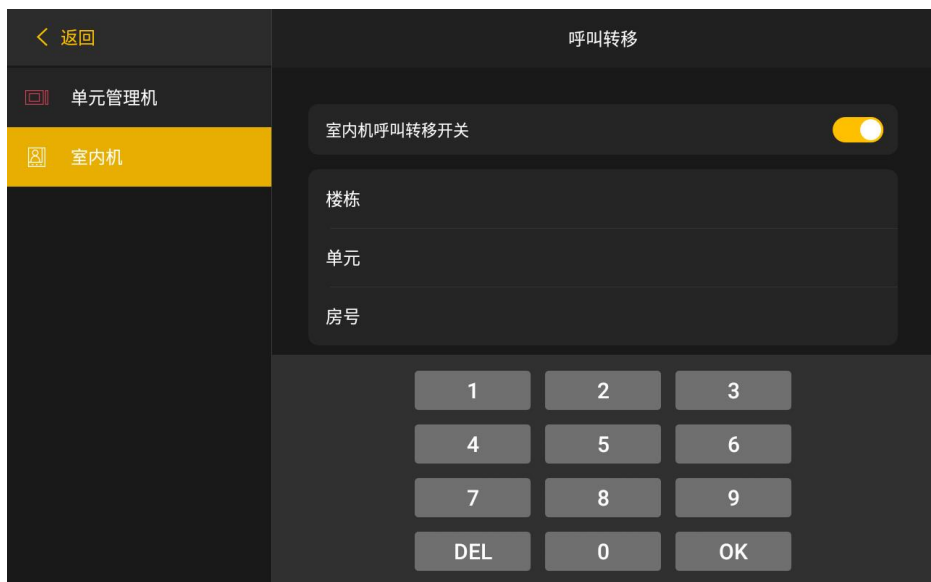 返回
呼叫转移
单元管理机
室内机
室内机呼叫转移开关
楼栋
单元
房号
1 2 3
4 5 6
7 8 9
DEL 0 OK